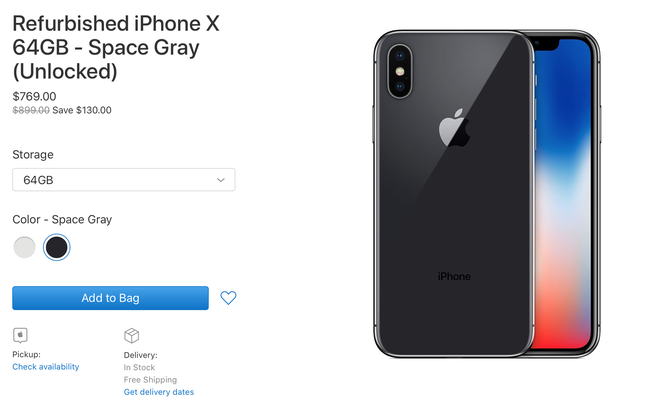 Refurbished iPhone X
64GB - Space Gray
(Unlocked)
$769.00
$899.00 Save $130.00
Storage
64GB
Color - Space Gray
Add to Bag
Pickup:
Check availability
Delivery:
In Stock
Free Shipping
Get delivery dates
iPhone